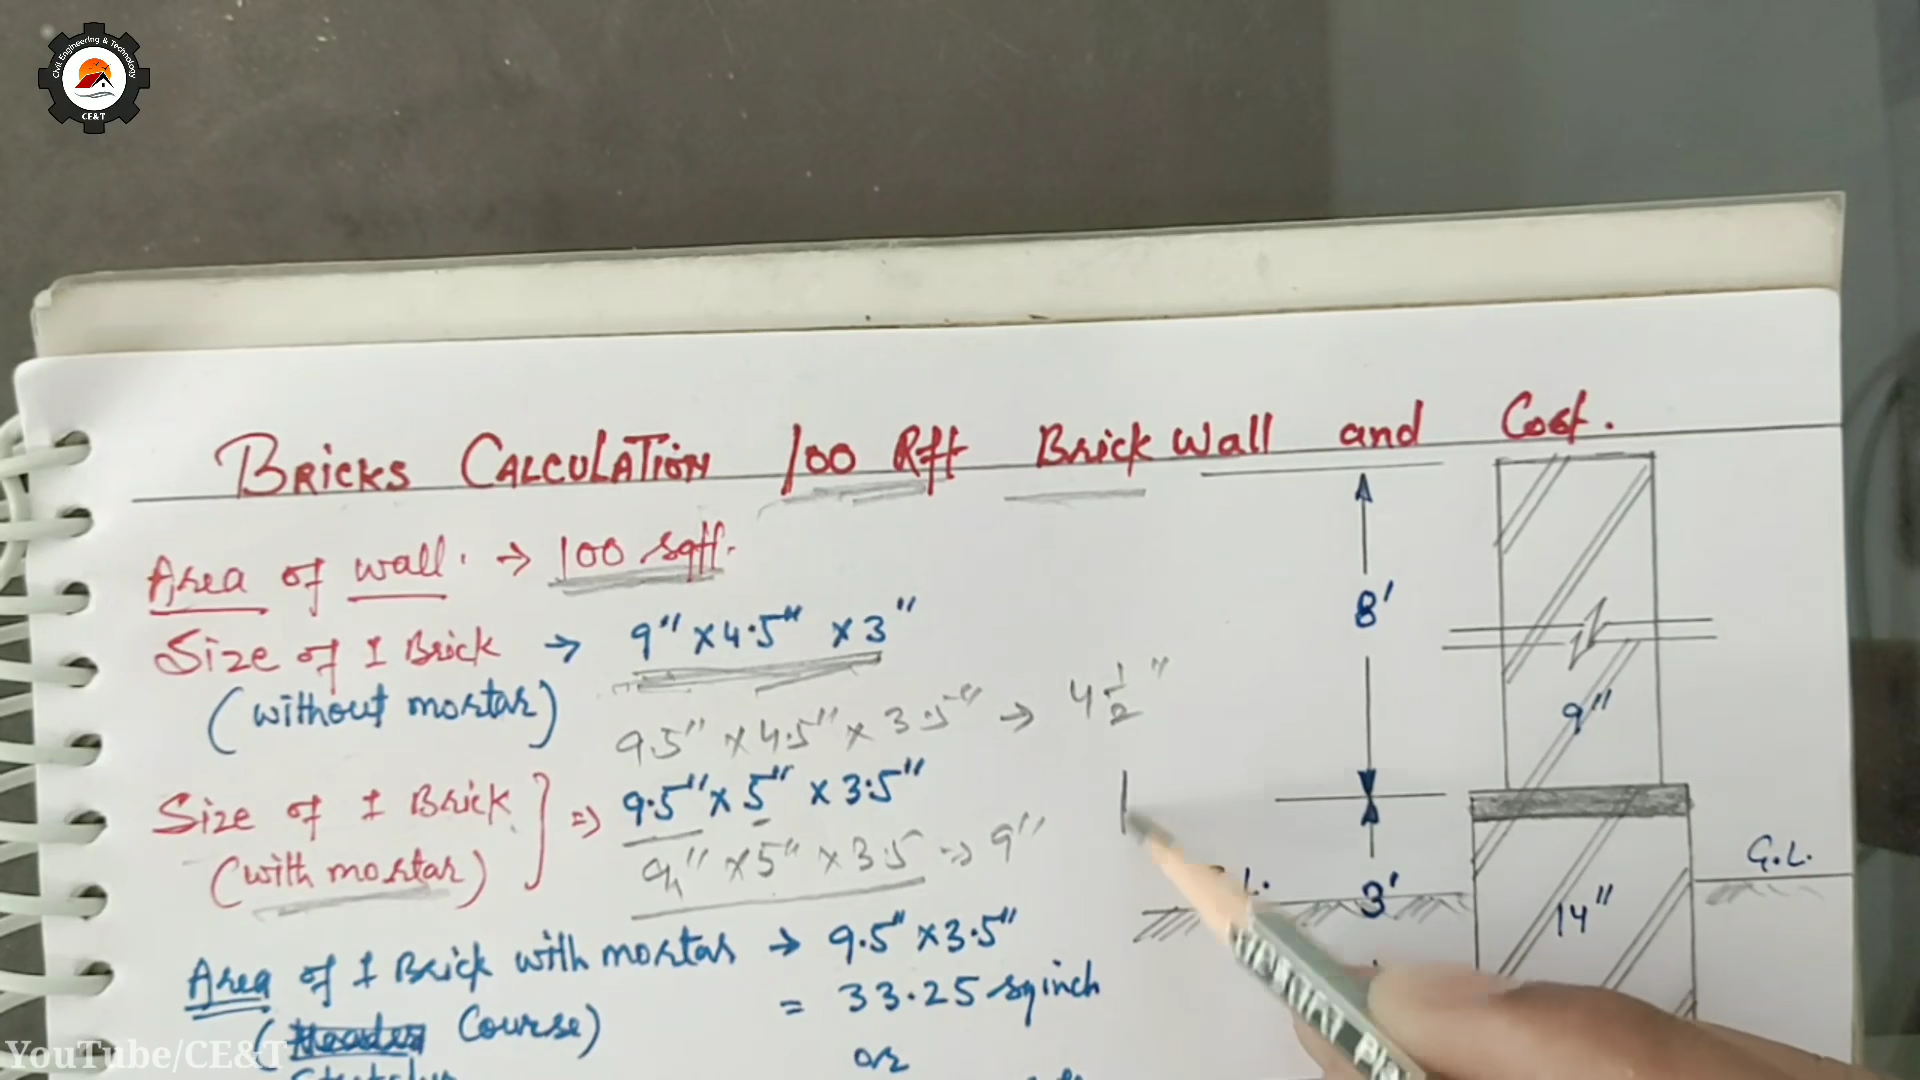 Civil Engineering & Technology
CE&T
BRICKS CALCULATION 100 Rft Brick Wall and Cost.
Area of wall. → 100 sqft.
Size of 1 Brick → 9" x 4.5" x 3"
(without mortar)
9.5" x 4.5" x 3.5" → 4 1/2"
Size of 1 Brick } ⇒ 9.5" x 5" x 3.5"
(with mortar)
9" x 5" x 3.5 ⇒ 9"
Area of 1 Brick with mortar → 9.5" x 3.5"
(Header Course) = 33.25 sq inch
or
8'
9"
G.L.
3'
14"
YouTube/CE&T